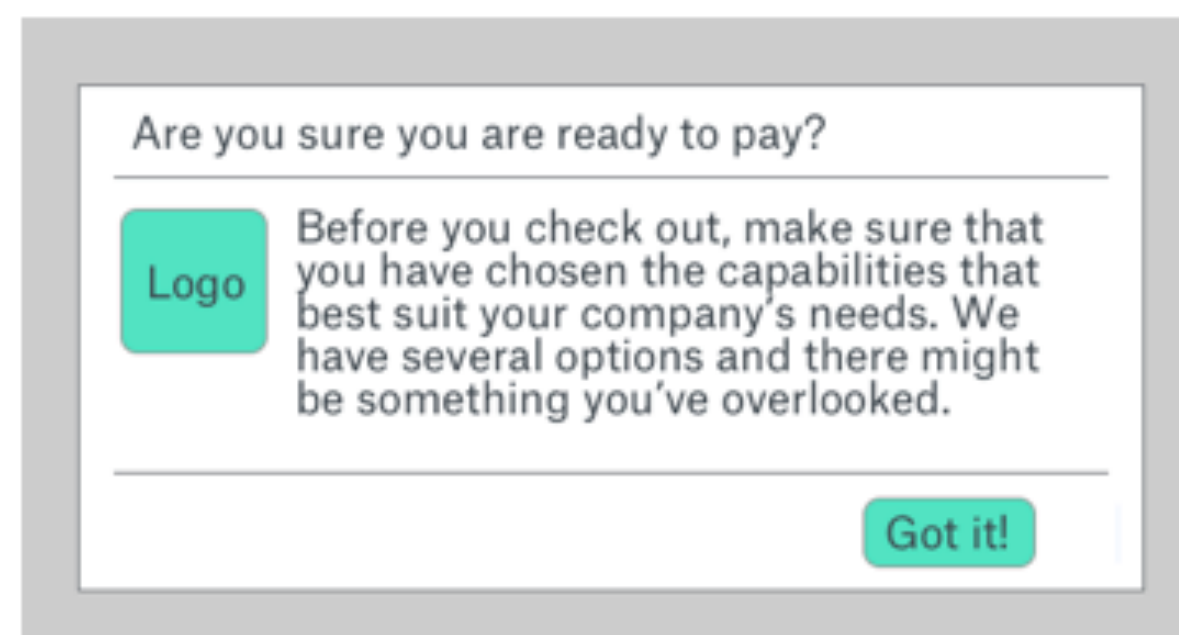 Are you sure you are ready to pay?
Logo
Before you check out, make sure that
you have chosen the capabilities that
best suit your company's needs. We
have several options and there might
be something you've overlooked.
Got it!